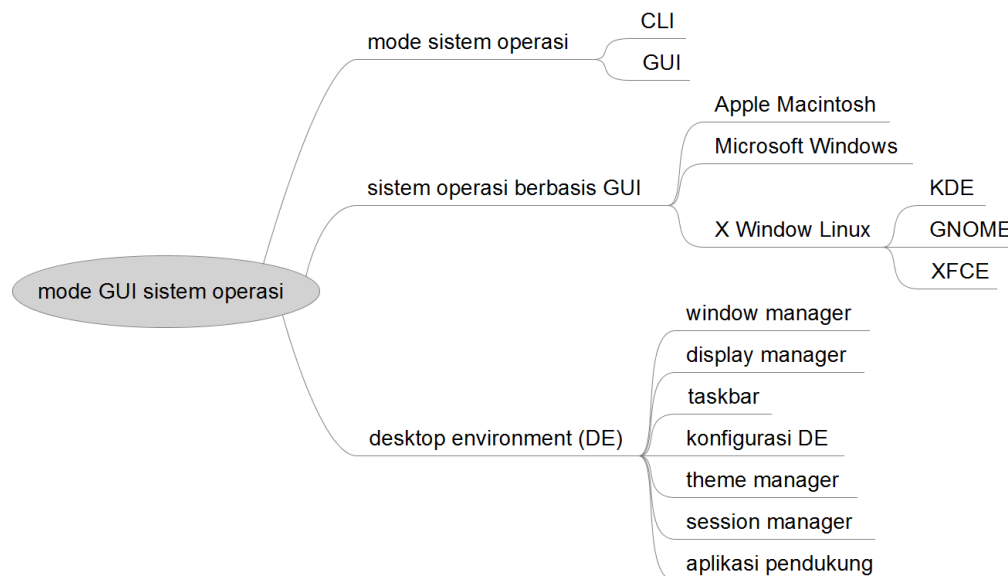 mode GUI sistem operasi
mode sistem operasi
CLI
GUI
sistem operasi berbasis GUI
Apple Macintosh
Microsoft Windows
X Window Linux
KDE
GNOME
XFCE
desktop environment (DE)
window manager
display manager
taskbar
konfigurasi DE
theme manager
session manager
aplikasi pendukung